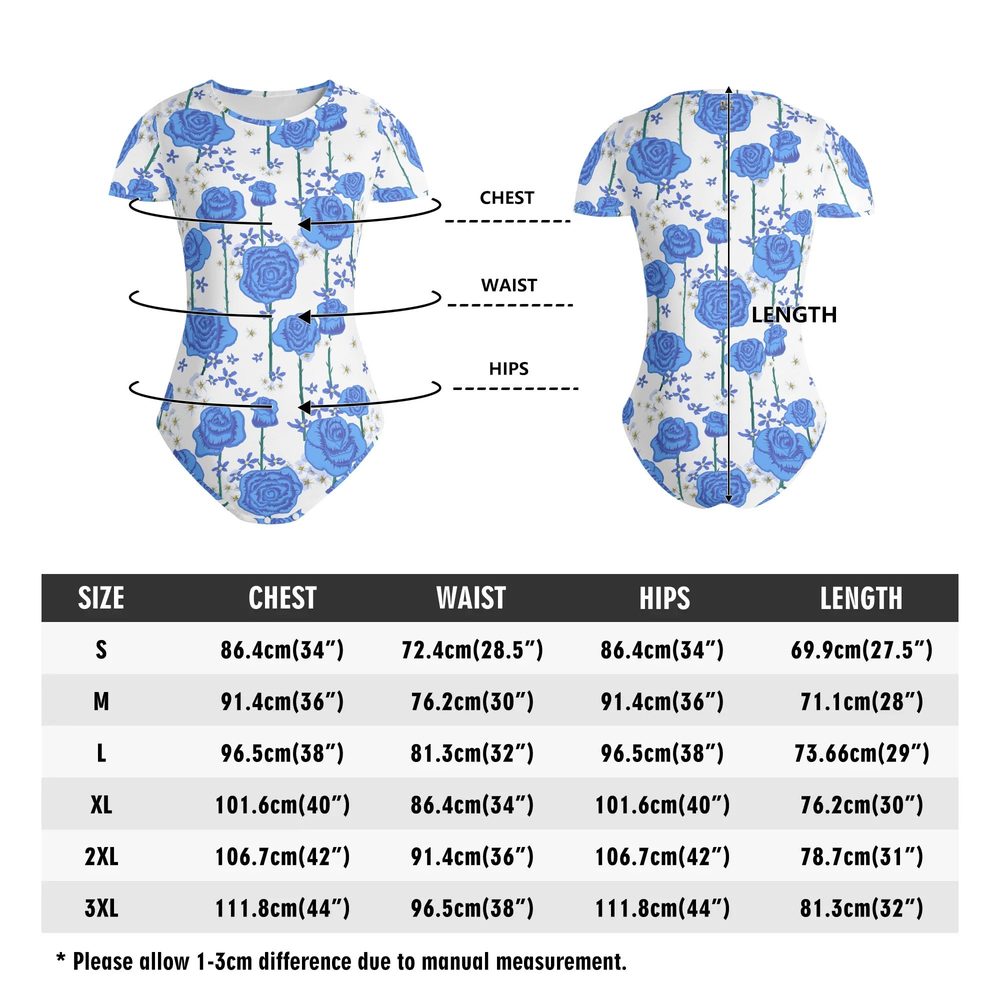 CHEST
WAIST
LENGTH
HIPS
SIZE CHEST WAIST HIPS LENGTH
S 86.4cm(34”) 72.4cm(28.5”) 86.4cm(34”) 69.9cm(27.5”)
M 91.4cm(36”) 76.2cm(30”) 91.4cm(36”) 71.1cm(28”)
L 96.5cm(38”) 81.3cm(32”) 96.5cm(38”) 73.66cm(29”)
XL 101.6cm(40”) 86.4cm(34”) 101.6cm(40”) 76.2cm(30”)
2XL 106.7cm(42”) 91.4cm(36”) 106.7cm(42”) 78.7cm(31”)
3XL 111.8cm(44”) 96.5cm(38”) 111.8cm(44”) 81.3cm(32”)
* Please allow 1-3cm difference due to manual measurement.